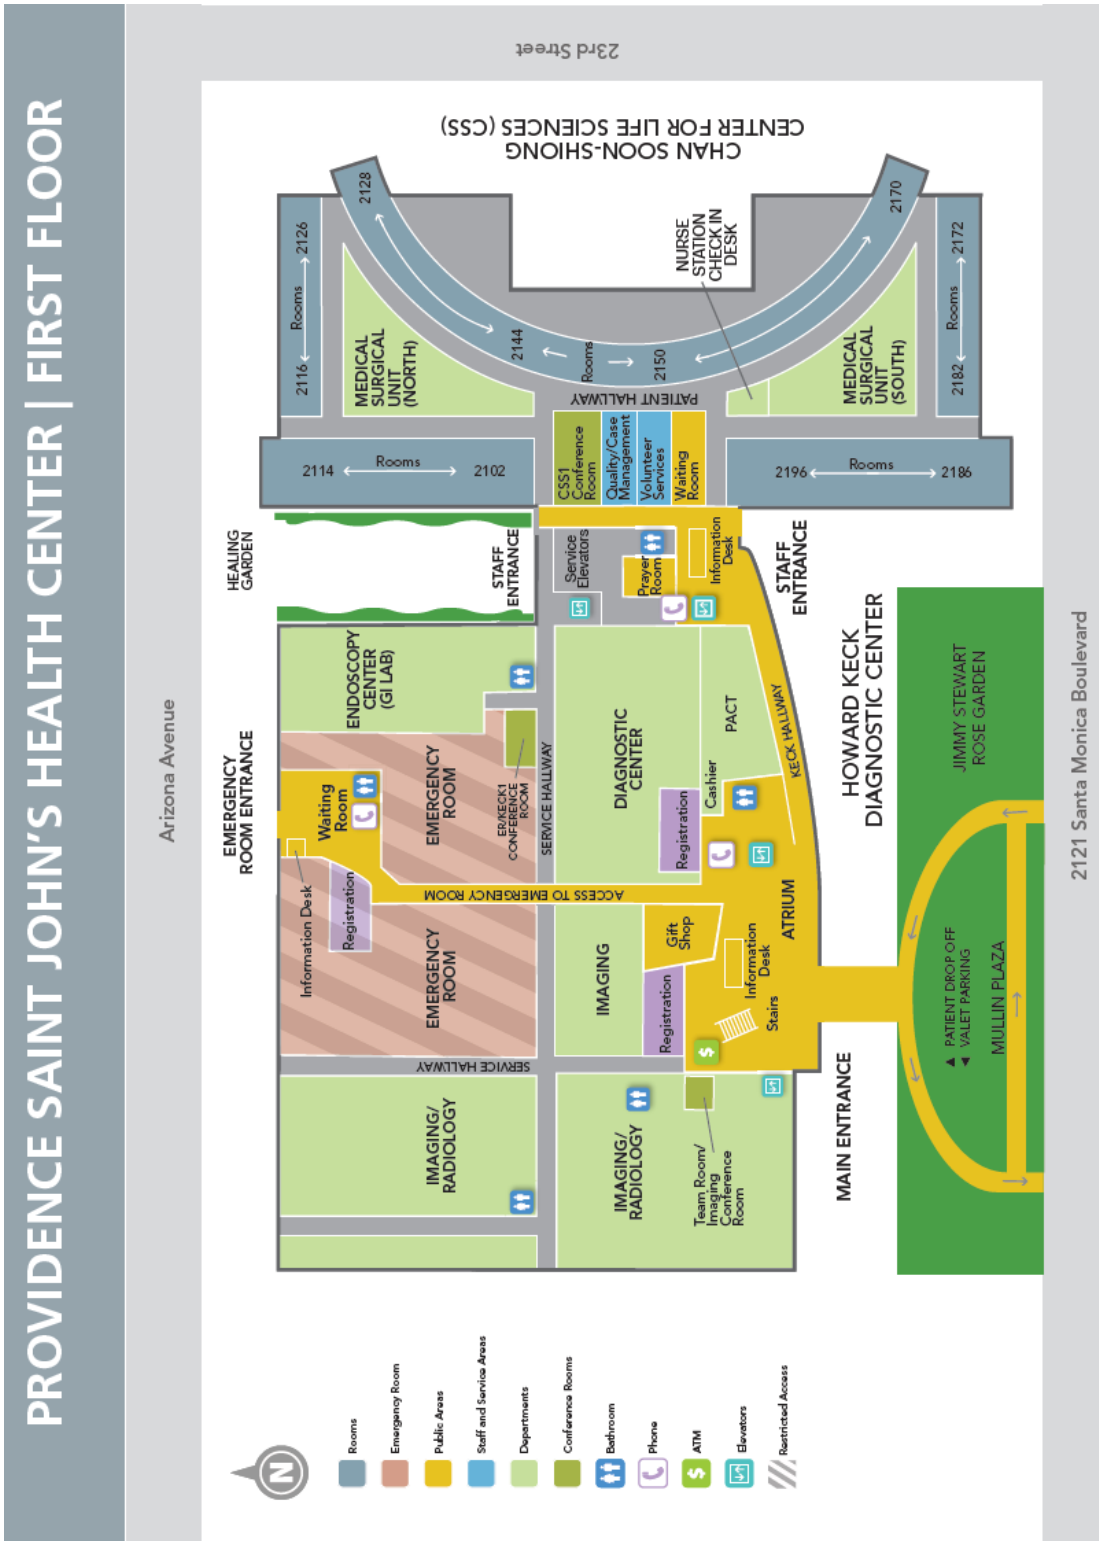 PROVIDENCE SAINT JOHN'S HEALTH CENTER | FIRST FLOOR
Arizona Avenue
23rd Street
2121 Santa Monica Boulevard
CHAN SOON-SHIONG
CENTER FOR LIFE SCIENCES (CSS)
EMERGENCY
ROOM ENTRANCE
HEALING
GARDEN
Information Desk
Registration
Waiting
Room
EMERGENCY
ROOM
EMERGENCY
ROOM
ENDOSCOPY
CENTER
(GI LAB)
ER/KECK1
CONFERENCE
ROOM
STAFF
ENTRANCE
IMAGING/
RADIOLOGY
SERVICE HALLWAY
SERVICE HALLWAY
ACCESS TO EMERGENCY ROOM
IMAGING/
RADIOLOGY
Team Room/
Imaging
Conference
Room
IMAGING
Registration
Gift
Shop
Information
Desk
Stairs
ATRIUM
DIAGNOSTIC
CENTER
Registration
Cashier
PACT
KECK HALLWAY
Service
Elevators
Prayer
Room
Information
Desk
STAFF
ENTRANCE
CSS1
Conference
Room
Quality/Case
Management
Volunteer
Services
Waiting
Room
PATIENT HALLWAY
2114
Rooms
2102
2116
Rooms
2126
MEDICAL
SURGICAL
UNIT
(NORTH)
2128
2144
Rooms
2150
2170
NURSE
STATION
CHECK IN
DESK
MEDICAL
SURGICAL
UNIT
(SOUTH)
2182
Rooms
2172
2196
Rooms
2186
HOWARD KECK
DIAGNOSTIC CENTER
MAIN ENTRANCE
JIMMY STEWART
ROSE GARDEN
▲ PATIENT DROP OFF
◄ VALET PARKING
MULLIN PLAZA
N
Rooms
Emergency Room
Public Areas
Staff and Service Areas
Departments
Conference Rooms
Bathroom
Phone
$
ATM
Elevators
Restricted Access